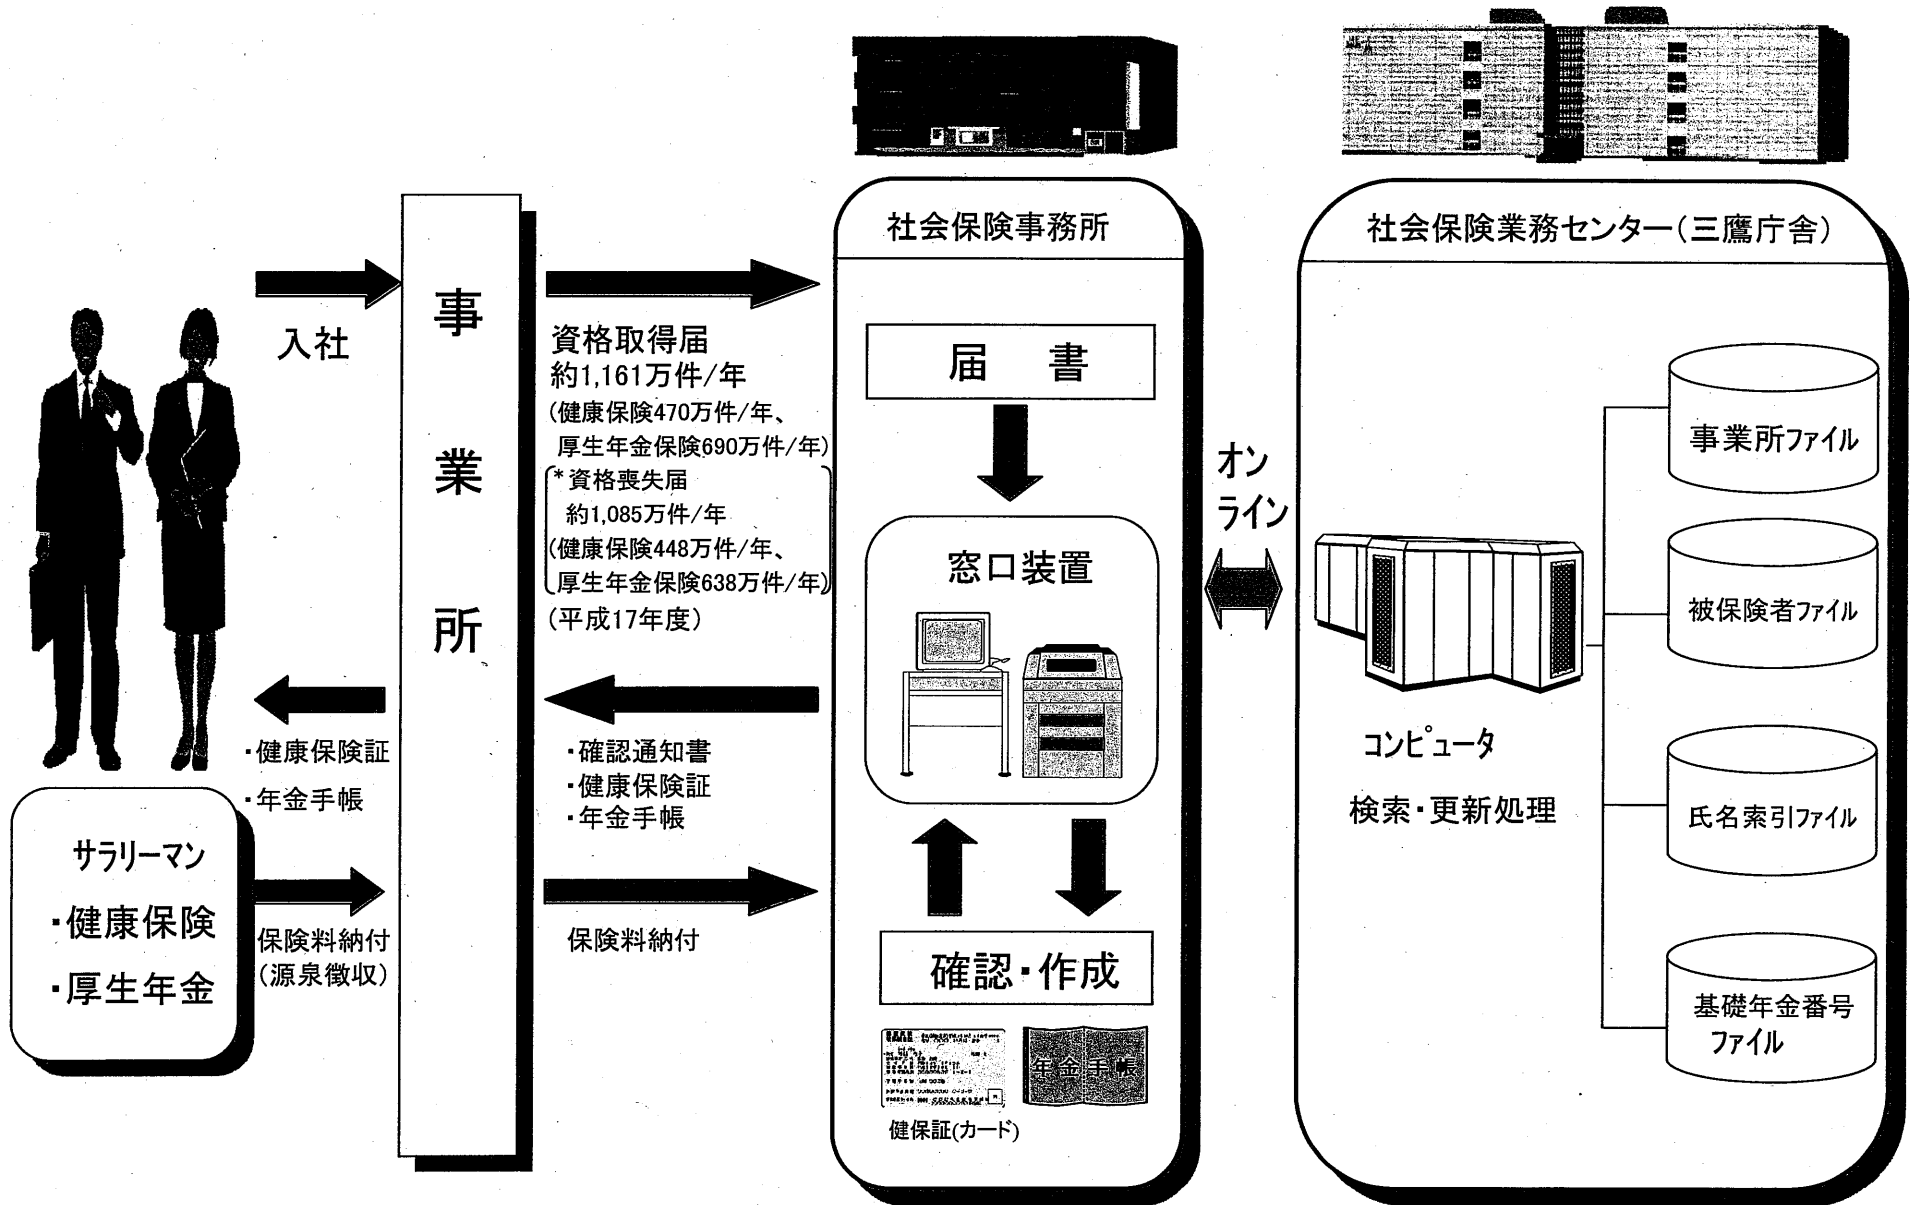 入社
・健康保険証
・年金手帳
サラリーマン
・健康保険
・厚生年金
保険料納付
(源泉徴収)
事
業
所
資格取得届
約1,161万件/年
(健康保険470万件/年、
厚生年金保険690万件/年)
*資格喪失届
約1,085万件/年
(健康保険448万件/年、
厚生年金保険638万件/年)
(平成17年度)
・確認通知書
・健康保険証
・年金手帳
保険料納付
社会保険事務所
届 書
窓口装置
確認・作成
年金手帳
健保証(カード)
オン
ライン
社会保険業務センター(三鷹庁舎)
コンピュータ
検索・更新処理
事業所ファイル
被保険者ファイル
氏名索引ファイル
基礎年金番号
ファイル